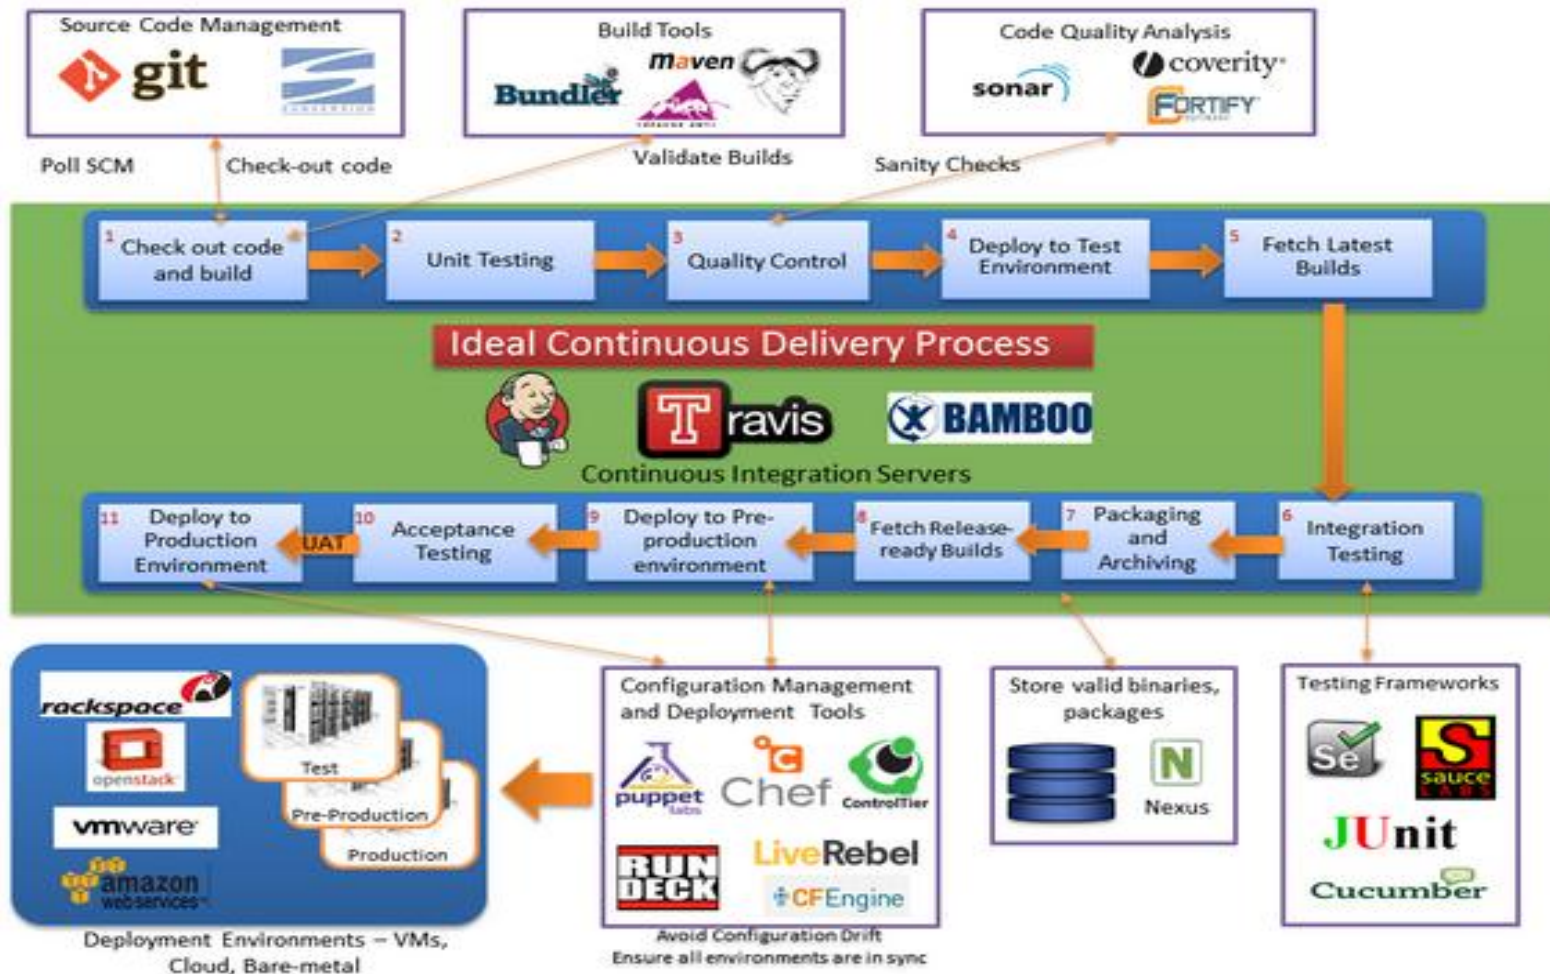 Source Code Management
git
SUBVERSION
Build Tools
Bundler
maven
APACHE ANT
Code Quality Analysis
sonar
coverity
FORTIFY
SOFTWARE
Poll SCM
Check-out code
Validate Builds
Sanity Checks
1
Check out code
and build
2
Unit Testing
3
Quality Control
4
Deploy to Test
Environment
5
Fetch Latest
Builds
Ideal Continuous Delivery Process
Travis
BAMBOO
Continuous Integration Servers
11
Deploy to
Production
Environment
UAT
10
Acceptance
Testing
9
Deploy to Pre-
production
environment
8
Fetch Release-
ready Builds
7
Packaging
and
Archiving
6
Integration
Testing
rackspace
openstack
vmware
amazon
webservices
Test
Pre-Production
Production
Deployment Environments – VMs,
Cloud, Bare-metal
Configuration Management
and Deployment Tools
puppet
labs
Chef
ControlTier
RUN
DECK
LiveRebel
CFEngine
Avoid Configuration Drift
Ensure all environments are in sync
Store valid binaries,
packages
N
Nexus
Testing Frameworks
Se
S
sauce
LABS
JUnit
Cucumber